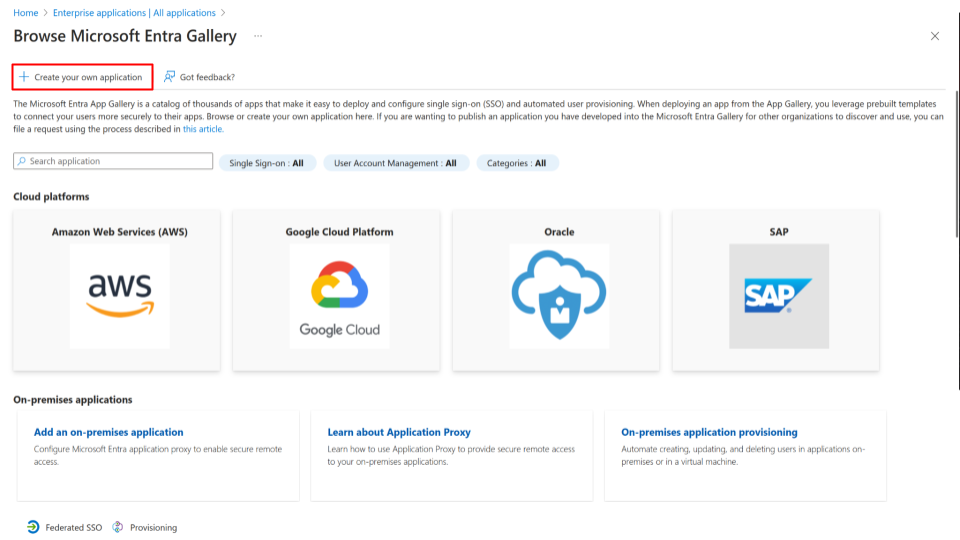 Home > Enterprise applications | All applications >
Browse Microsoft Entra Gallery ...
+ Create your own application Got feedback?
The Microsoft Entra App Gallery is a catalog of thousands of apps that make it easy to deploy and configure single sign-on (SSO) and automated user provisioning. When deploying an app from the App Gallery, you leverage prebuilt templates
to connect your users more securely to their apps. Browse or create your own application here. If you are wanting to publish an application you have developed into the Microsoft Entra Gallery for other organizations to discover and use, you can
file a request using the process described in this article.
Search application Single Sign-on : All User Account Management : All Categories : All
Cloud platforms
Amazon Web Services (AWS) Google Cloud Platform Oracle SAP
aws Google Cloud SAP
On-premises applications
Add an on-premises application Learn about Application Proxy On-premises application provisioning
Configure Microsoft Entra application proxy to enable secure remote Learn how to use Application Proxy to provide secure remote access Automate creating, updating, and deleting users in applications on-
access. to your on-premises applications. premises or in a virtual machine.
Federated SSO Provisioning